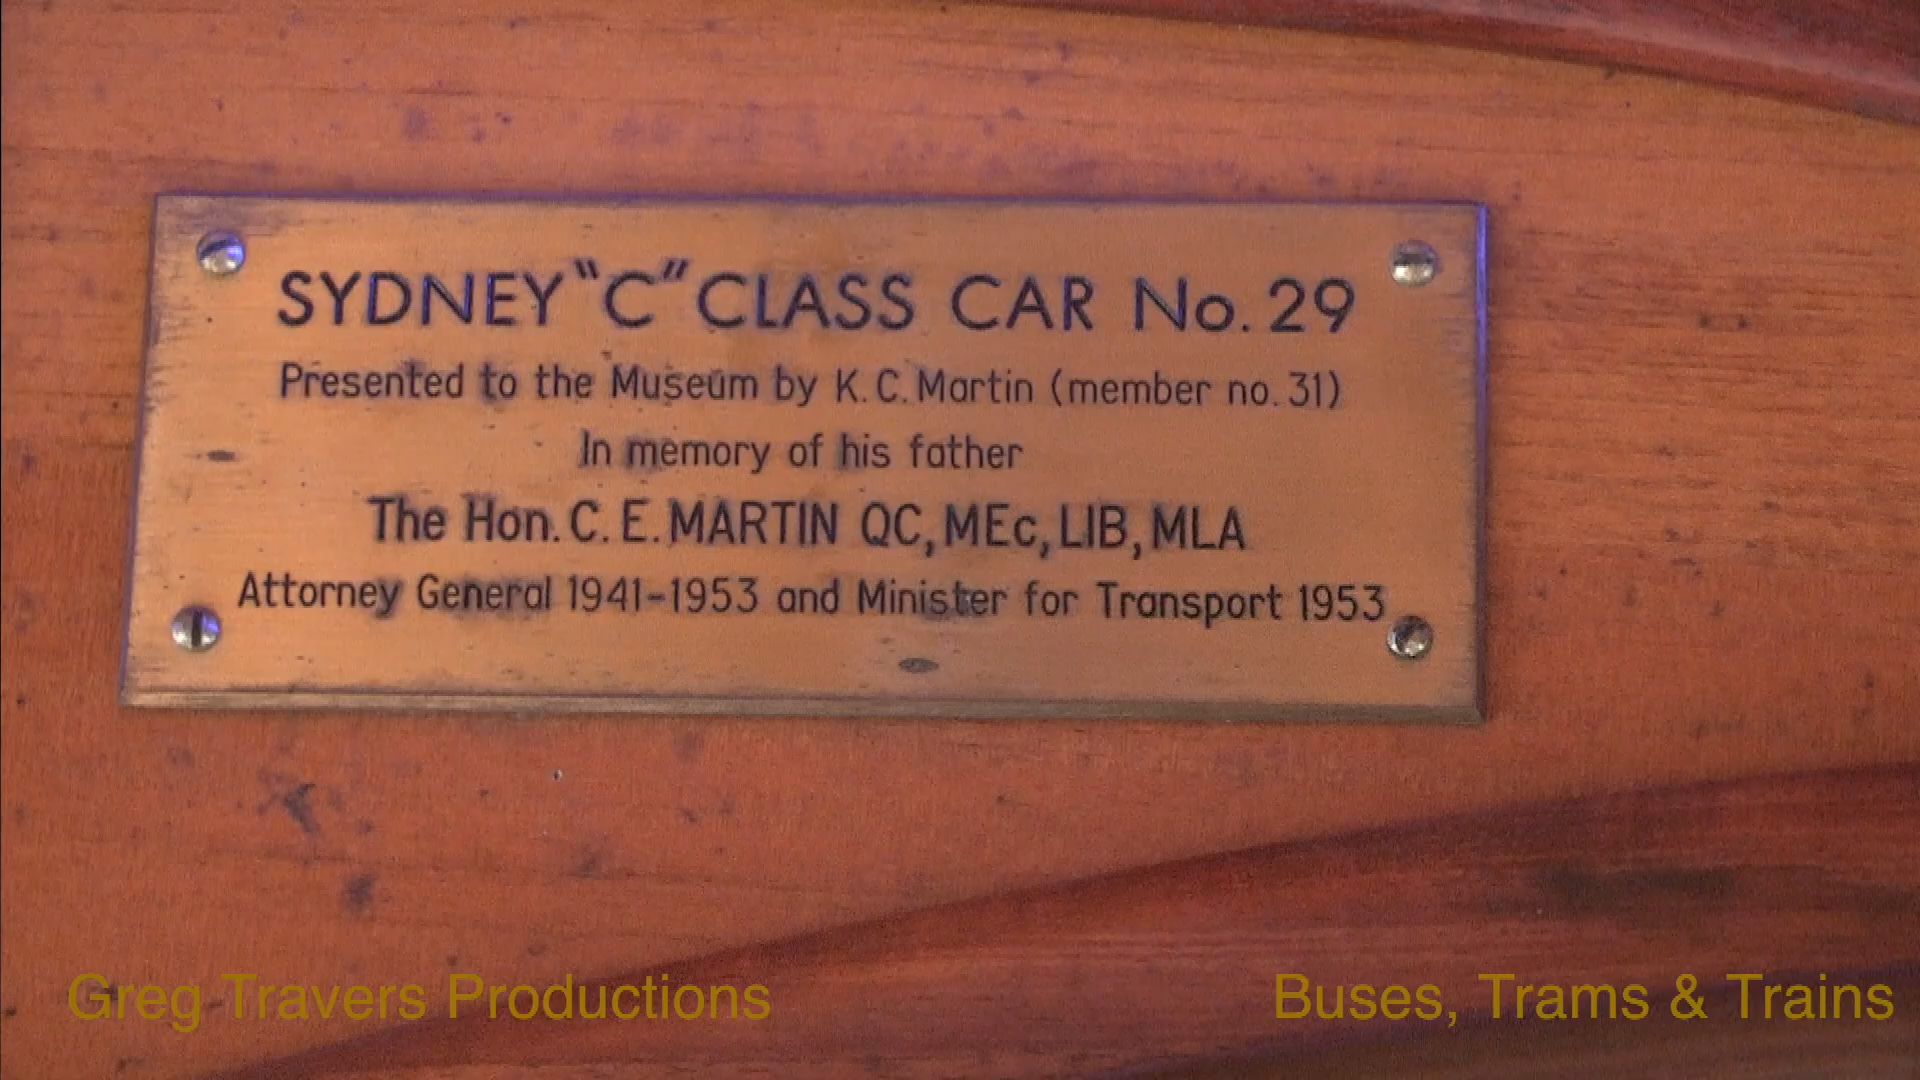 SYDNEY "C" CLASS CAR No. 29
Presented to the Museum by K. C. Martin (member no. 31)
In memory of his father
The Hon. C. E. MARTIN QC, MEc, LlB, MLA
Attorney General 1941-1953 and Minister for Transport 1953
Greg Travers Productions
Buses, Trams & Trains